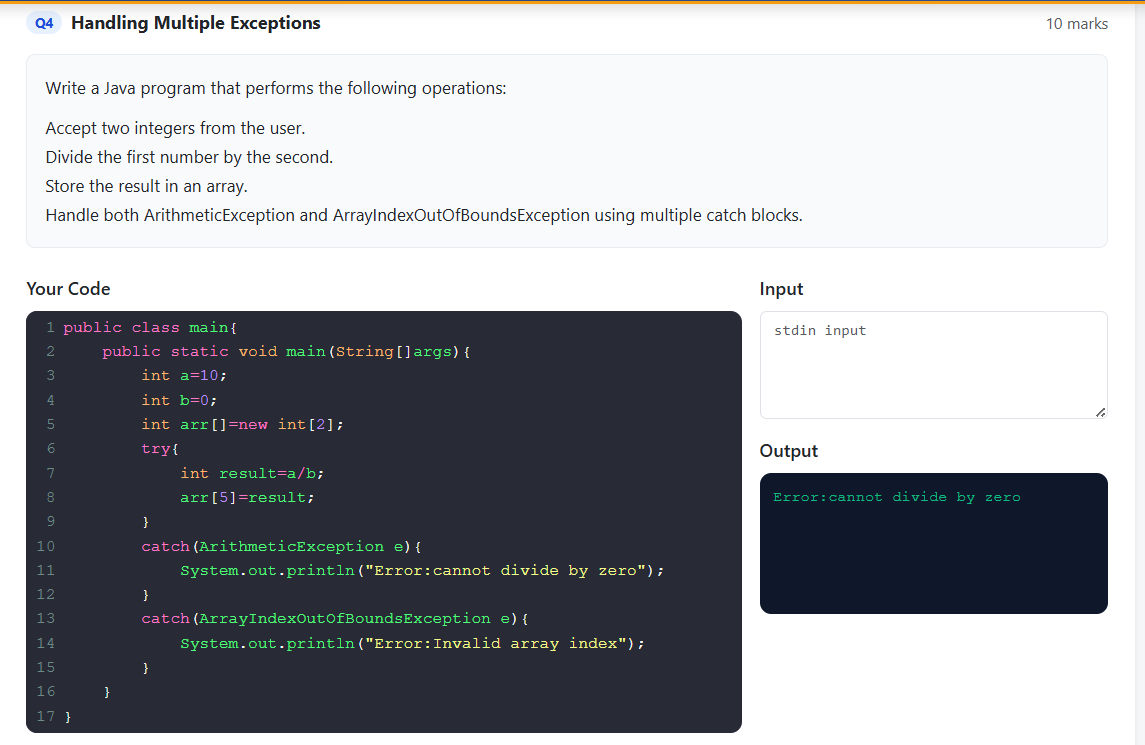 Q4 Handling Multiple Exceptions 10 marks
Write a Java program that performs the following operations:
Accept two integers from the user.
Divide the first number by the second.
Store the result in an array.
Handle both ArithmeticException and ArrayIndexOutOfBoundsException using multiple catch blocks.
Your Code
1 public class main{
2     public static void main(String[]args){
3         int a=10;
4         int b=0;
5         int arr[]=new int[2];
6         try{
7             int result=a/b;
8             arr[5]=result;
9         }
10         catch(ArithmeticException e){
11             System.out.println("Error:cannot divide by zero");
12         }
13         catch(ArrayIndexOutOfBoundsException e){
14             System.out.println("Error:Invalid array index");
15         }
16     }
17 }
Input
stdin input
Output
Error:cannot divide by zero